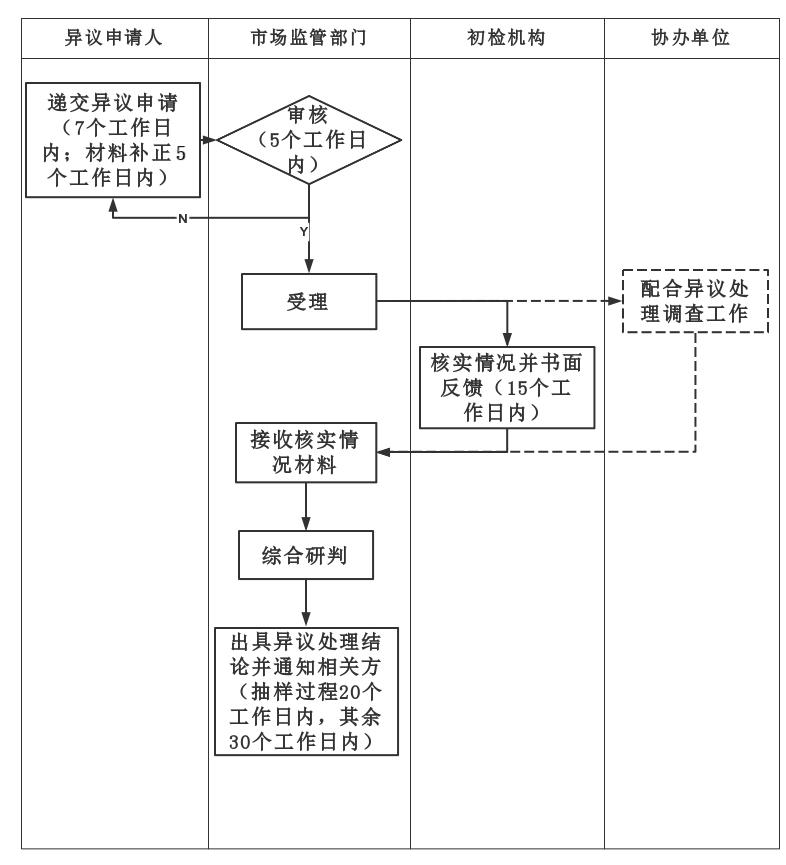 异议申请人
市场监管部门
初检机构
协办单位
递交异议申请
（7个工作日
内；材料补正5
个工作日内）
审核
（5个工作日
内）
N
Y
受理
配合异议处
理调查工作
核实情况并书面
反馈（15个工
作日内）
接收核实情
况材料
综合研判
出具异议处理结
论并通知相关方
（抽样过程20个
工作日内，其余
30个工作日内）